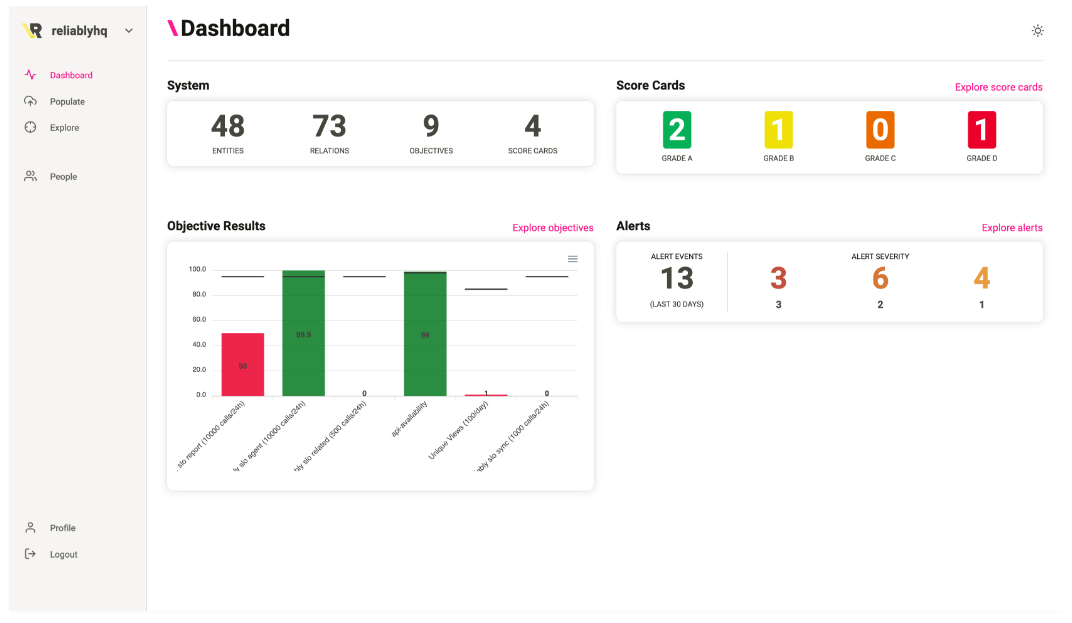 reliablyhq
Dashboard
Populate
Explore
People
Profile
Logout
\Dashboard
System
48 73 9 4
ENTITIES RELATIONS OBJECTIVES SCORE CARDS
Score Cards Explore score cards
2 1 0 1
GRADE A GRADE B GRADE C GRADE D
Objective Results Explore objectives
100.0
80.0
60.0
40.0
20.0
0.0
50 99.9 0 99 1 0
slo report (10000 calls/24h)
ly slo agent (10000 calls/24h)
bly slo related (500 calls/24h)
api-availability
Unique Views (100/day)
ably slo sync (1000 calls/24h)
Alerts Explore alerts
ALERT EVENTS ALERT SEVERITY
13 3 6 4
(LAST 30 DAYS) 3 2 1